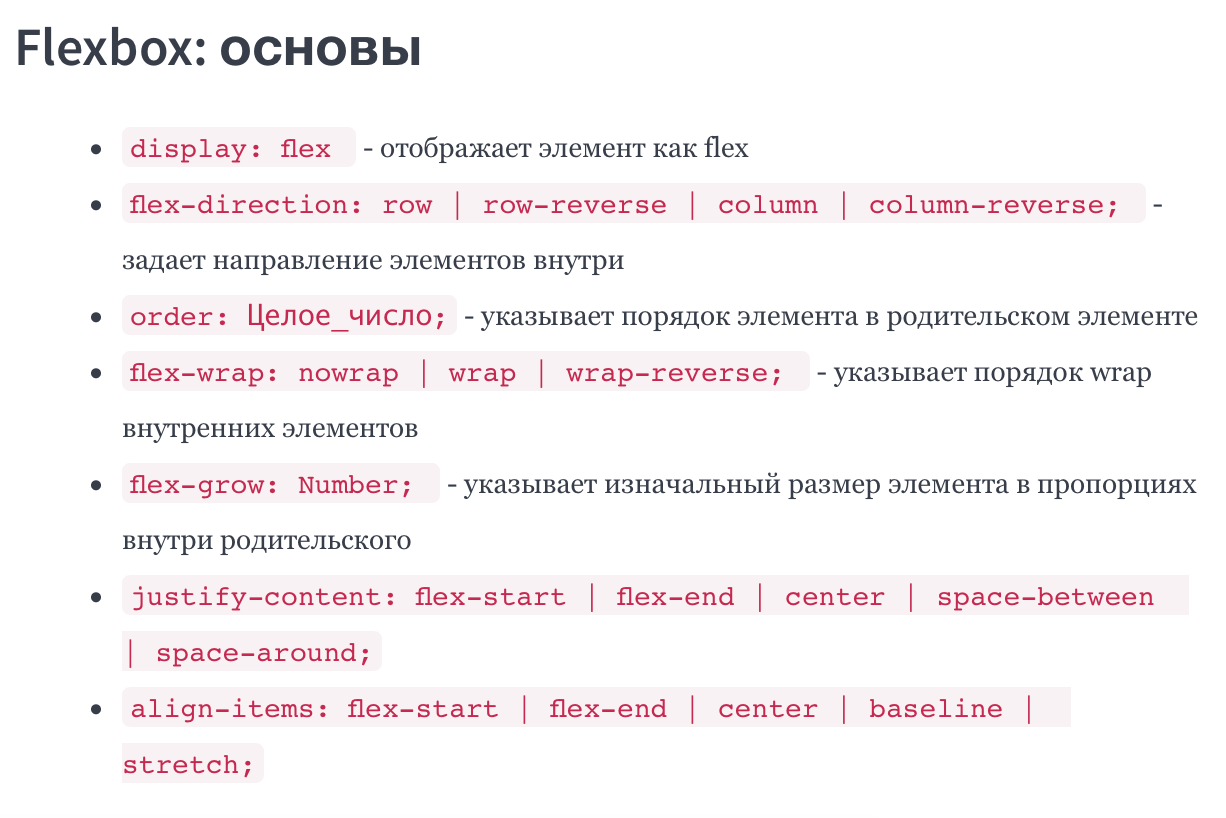 Flexbox: основы
• display: flex - отображает элемент как flex
• flex-direction: row | row-reverse | column | column-reverse; -
задает направление элементов внутри
• order: Целое_число; - указывает порядок элемента в родительском элементе
• flex-wrap: nowrap | wrap | wrap-reverse; - указывает порядок wrap
внутренних элементов
• flex-grow: Number; - указывает изначальный размер элемента в пропорциях
внутри родительского
• justify-content: flex-start | flex-end | center | space-between
| space-around;
• align-items: flex-start | flex-end | center | baseline |
stretch;